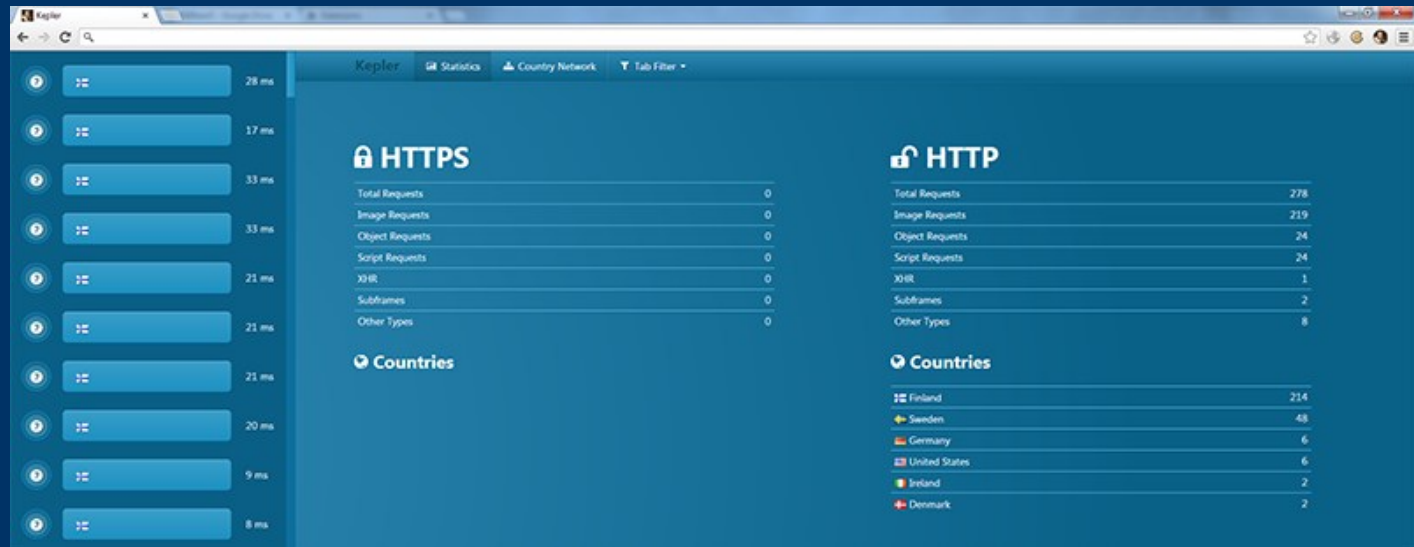 Kepler
28 ms
17 ms
33 ms
33 ms
21 ms
21 ms
21 ms
20 ms
9 ms
8 ms
Kepler Statistics Country Network Tab Filter
HTTPS
Total Requests 0
Image Requests 0
Object Requests 0
Script Requests 0
XHR 0
Subframes 0
Other Types 0
Countries
HTTP
Total Requests 278
Image Requests 219
Object Requests 24
Script Requests 24
XHR 1
Subframes 2
Other Types 8
Countries
Finland 214
Sweden 48
Germany 6
United States 6
Ireland 2
Denmark 2